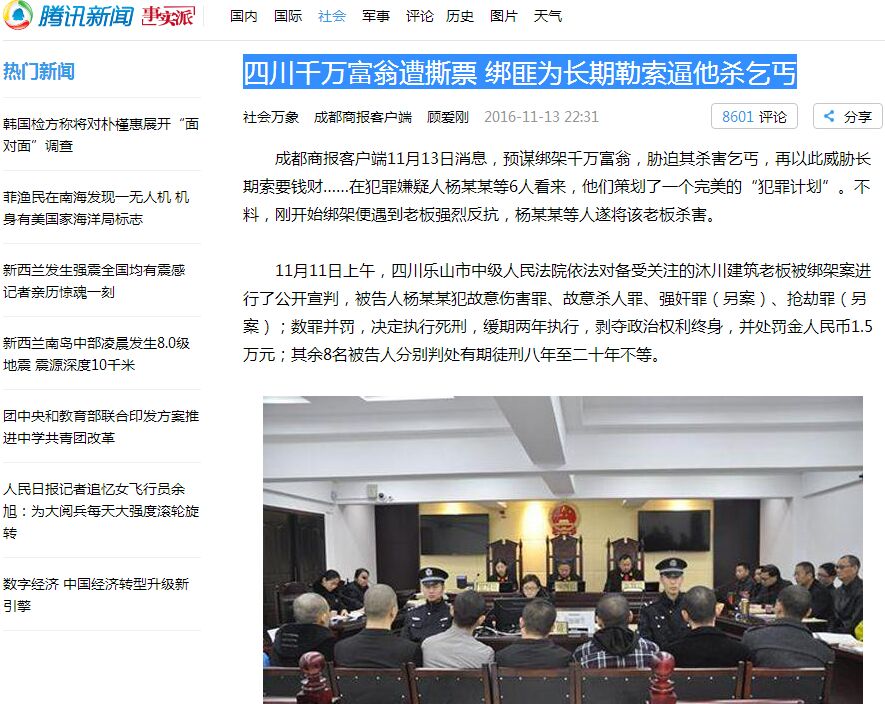 腾讯新闻 事实派 国内 国际 社会 军事 评论 历史 图片 天气
热门新闻
韩国检方称将对朴槿惠展开“面
对面”调查
菲渔民在南海发现一无人机 机
身有美国家海洋局标志
新西兰发生强震全国均有震感
记者亲历惊魂一刻
新西兰南岛中部凌晨发生8.0级
地震 震源深度10千米
团中央和教育部联合印发方案推
进中学共青团改革
人民日报记者追忆女飞行员余
旭：为大阅兵每天大强度滚轮旋
转
数字经济 中国经济转型升级新
引擎
四川千万富翁遭撕票 绑匪为长期勒索逼他杀乞丐
社会万象 成都商报客户端 顾爱刚 2016-11-13 22:31 8601 评论 分享
成都商报客户端11月13日消息，预谋绑架千万富翁，胁迫其杀害乞丐，再以此威胁长
期索要钱财......在犯罪嫌疑人杨某某等6人看来，他们策划了一个完美的“犯罪计划”。不
料，刚开始绑架便遇到老板强烈反抗，杨某某等人遂将该老板杀害。
11月11日上午，四川乐山市中级人民法院依法对备受关注的沐川建筑老板被绑架案进
行了公开宣判，被告人杨某某犯故意伤害罪、故意杀人罪、强奸罪（另案）、抢劫罪（另
案）；数罪并罚，决定执行死刑，缓期两年执行，剥夺政治权利终身，并处罚金人民币1.5
万元；其余8名被告人分别判处有期徒刑八年至二十年不等。